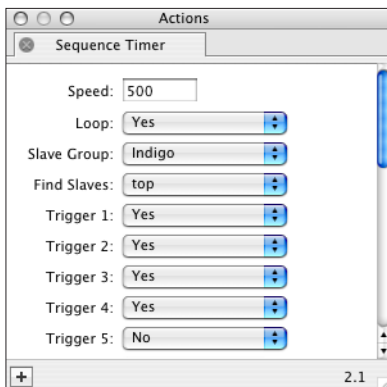 Actions
Sequence Timer
Speed: 500
Loop: Yes
Slave Group: Indigo
Find Slaves: top
Trigger 1: Yes
Trigger 2: Yes
Trigger 3: Yes
Trigger 4: Yes
Trigger 5: No
+ 2.1